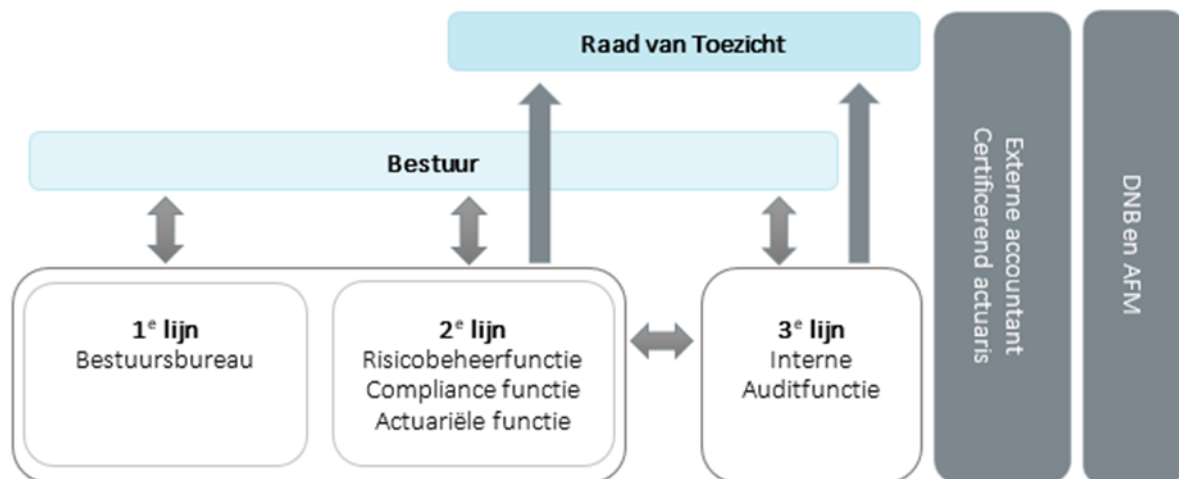 Raad van Toezicht
Bestuur
1e lijn
Bestuursbureau
2e lijn
Risicobeheerfunctie
Compliance functie
Actuariële functie
3e lijn
Interne
Auditfunctie
Externe accountant
Certificerend actuaris
DNB en AFM